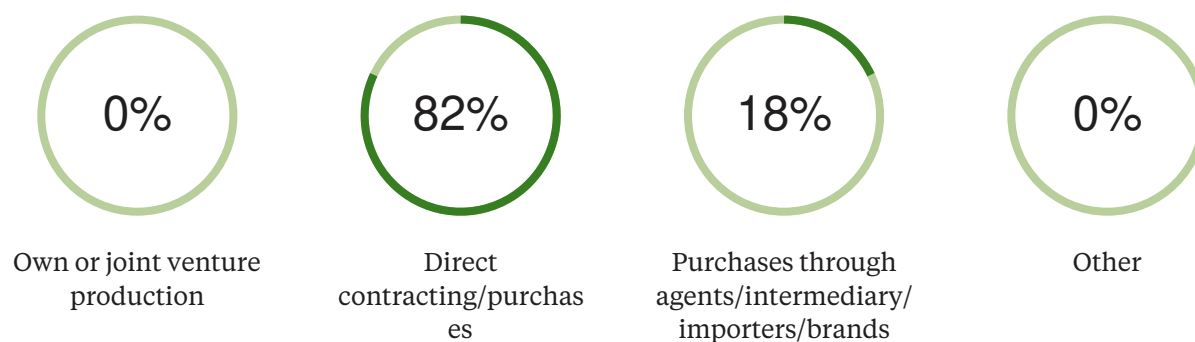 0%
82%
18%
0%
Own or joint venture
production
Direct
contracting/purchas
es
Purchases through
agents/intermediary/
importers/brands
Other